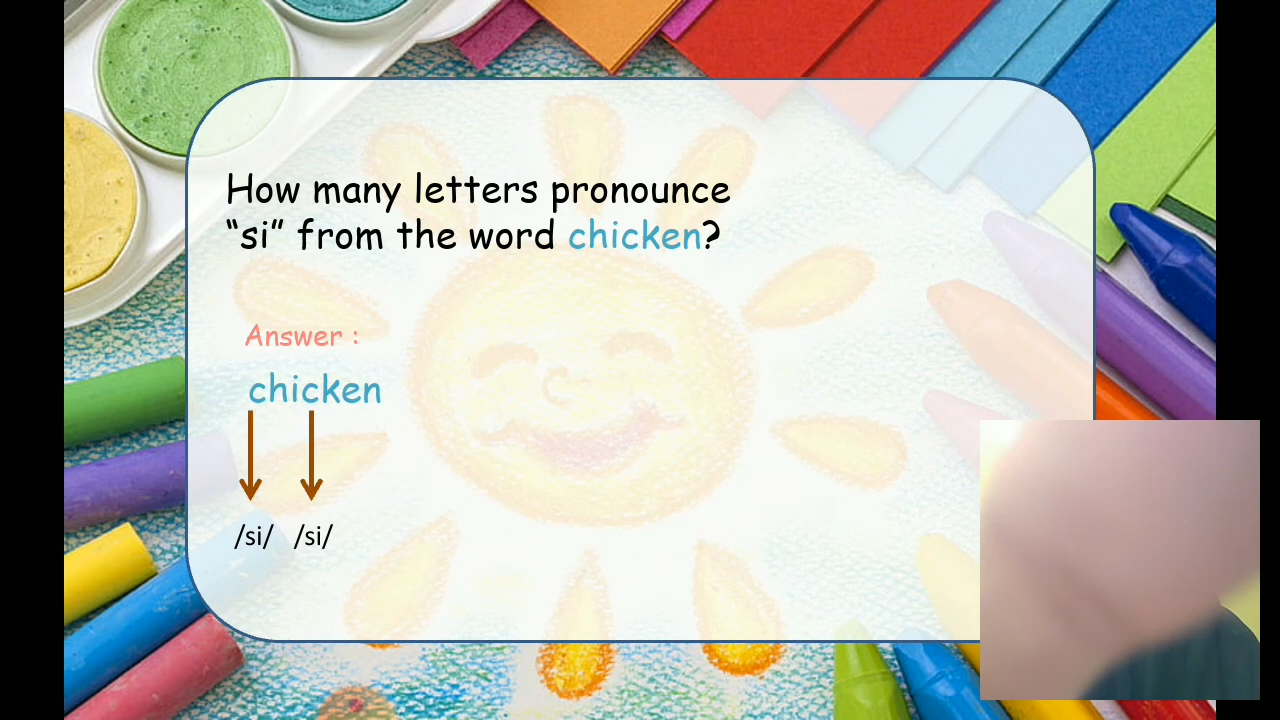 How many letters pronounce
“si” from the word chicken?
Answer :
chicken
/si/ /si/